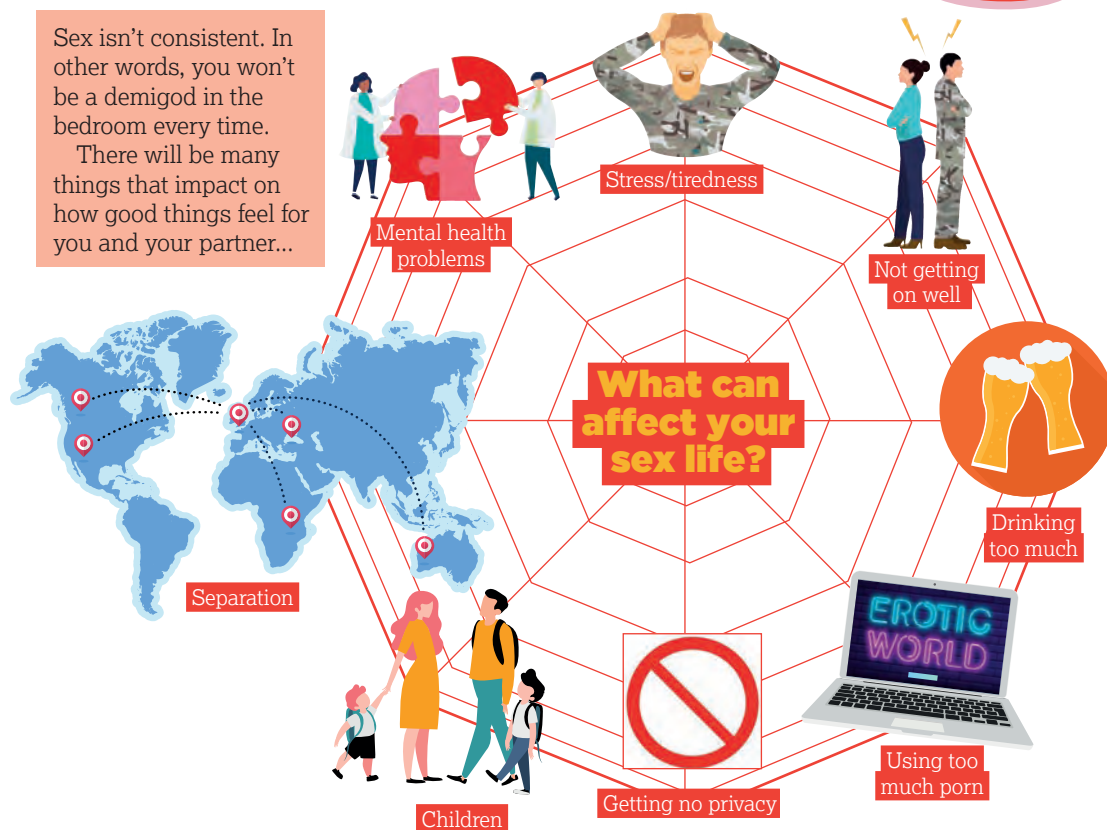 Sex isn’t consistent. In
other words, you won’t
be a demigod in the
bedroom every time.
There will be many
things that impact on
how good things feel for
you and your partner...
Mental health
problems
Stress/tiredness
Not getting
on well
What can
affect your
sex life?
Drinking
too much
Separation
EROTIC
WORLD
Using too
much porn
Getting no privacy
Children